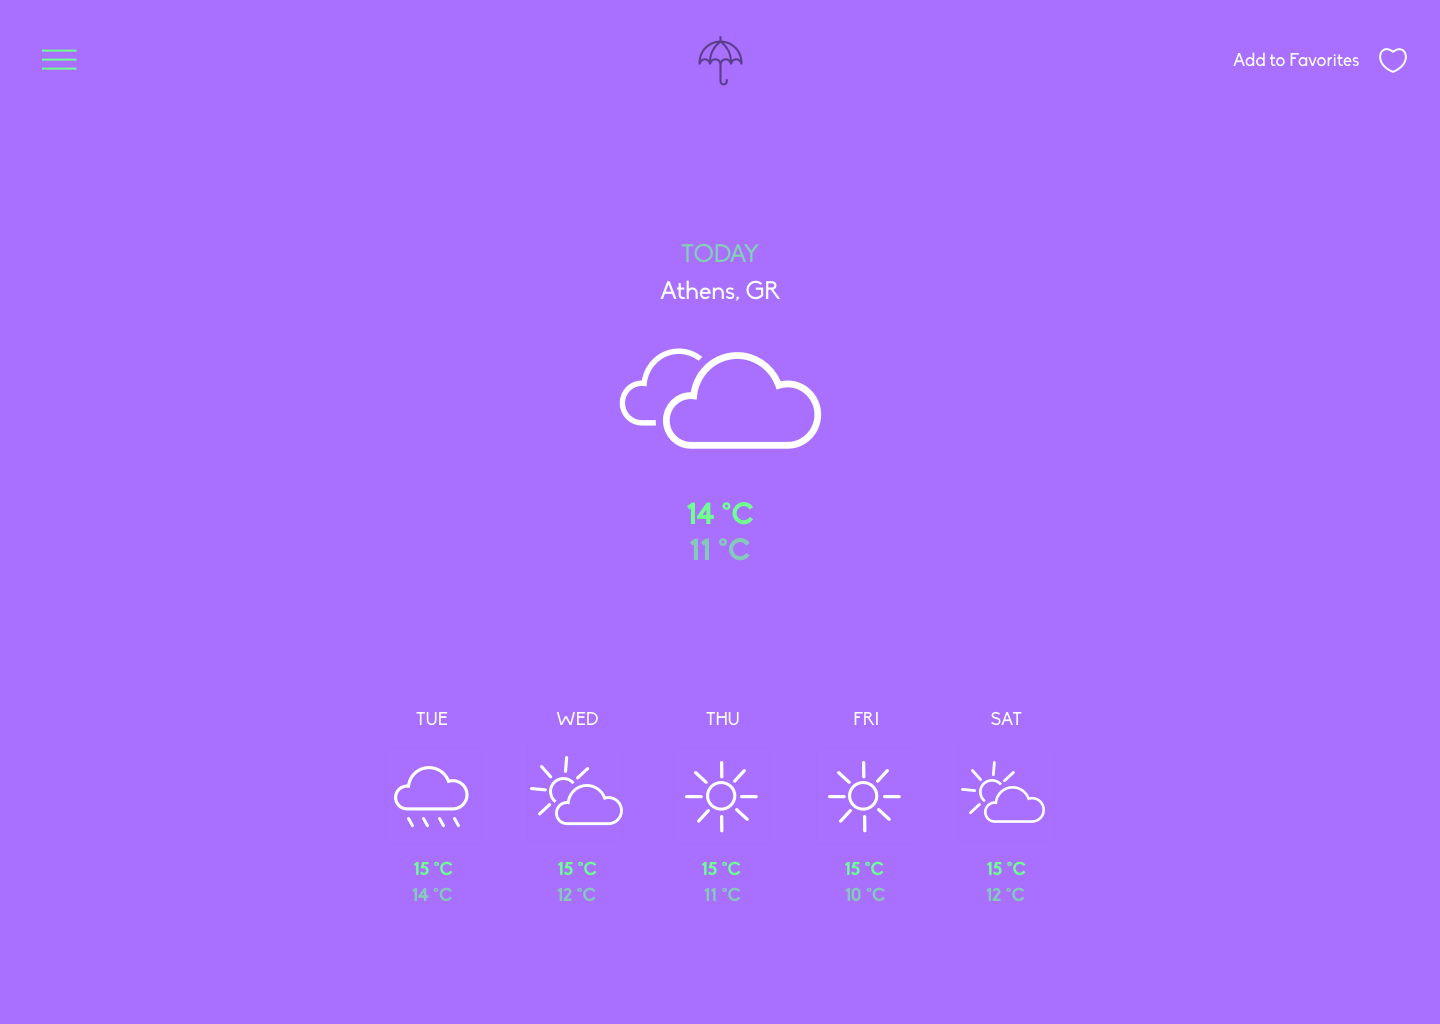 Add to Favorites
TODAY
Athens, GR
14 °C
11 °C
TUE WED THU FRI SAT
15 °C 15 °C 15 °C 15 °C 15 °C
14 °C 12 °C 11 °C 10 °C 12 °C